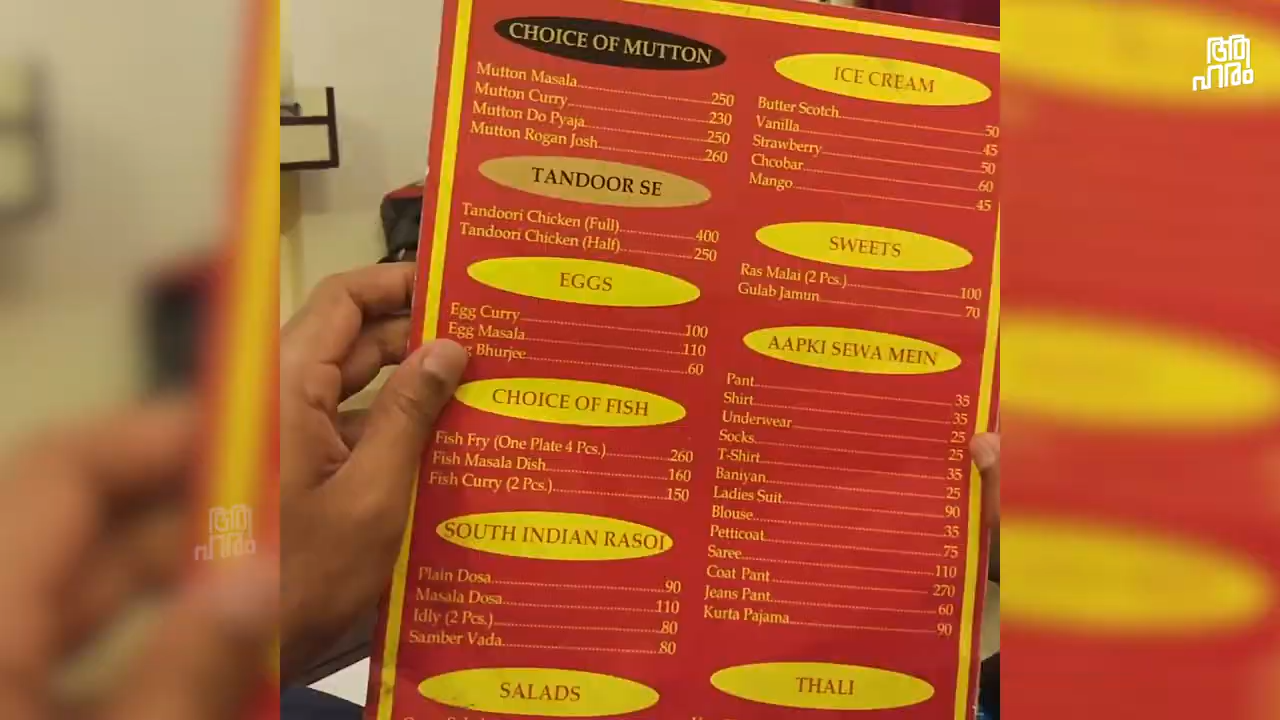 CHOICE OF MUTTON
Mutton Masala 250
Mutton Curry 230
Mutton Do Pyaja 250
Mutton Rogan Josh 260
TANDOOR SE
Tandoori Chicken (Full) 400
Tandoori Chicken (Half) 250
EGGS
Egg Curry 100
Egg Masala 110
Bhurjee 60
CHOICE OF FISH
Fish Fry (One Plate 4 Pcs.) 260
Fish Masala Dish 160
Fish Curry (2 Pcs.) 150
SOUTH INDIAN RASOI
Plain Dosa 90
Masala Dosa 110
Idly (2 Pcs.) 80
Samber Vada 80
SALADS
ICE CREAM
Butter Scotch 50
Vanilla 45
Strawberry 50
Chcobar 60
Mango 45
SWEETS
Ras Malai (2 Pcs.) 100
Gulab Jamun 70
AAPKI SEWA MEIN
Pant 35
Shirt 35
Underwear 25
Socks 25
T-Shirt 35
Baniyan 25
Ladies Suit 90
Blouse 35
Petticoat 75
Saree 110
Coat Pant 270
Jeans Pant 60
Kurta Pajama 90
THALI
ആ
ഹാരം